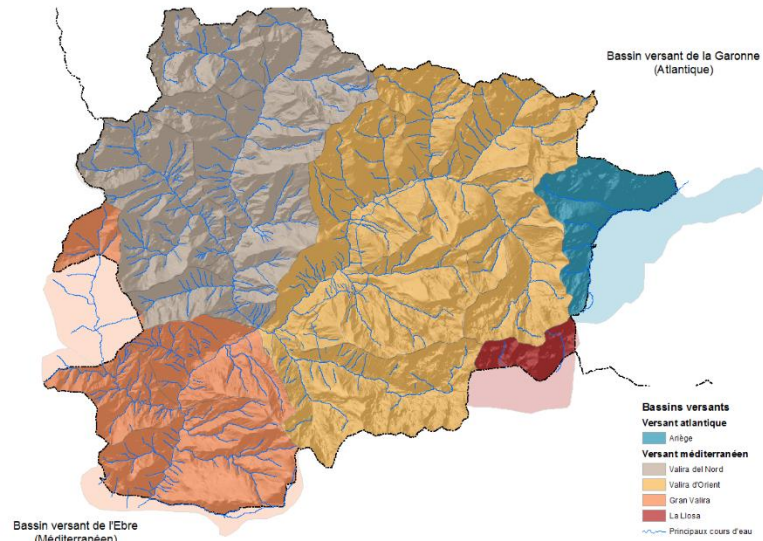 Bassin versant de la Garonne
(Atlantique)
Bassins versants
Versant atlantique
Ariège
Versant méditerranéen
Valira del Nord
Valira d'Orient
Gran Valira
La Llosa
Principaux cours d'eau
Bassin versant de l'Ebre
(Méditerranéen)